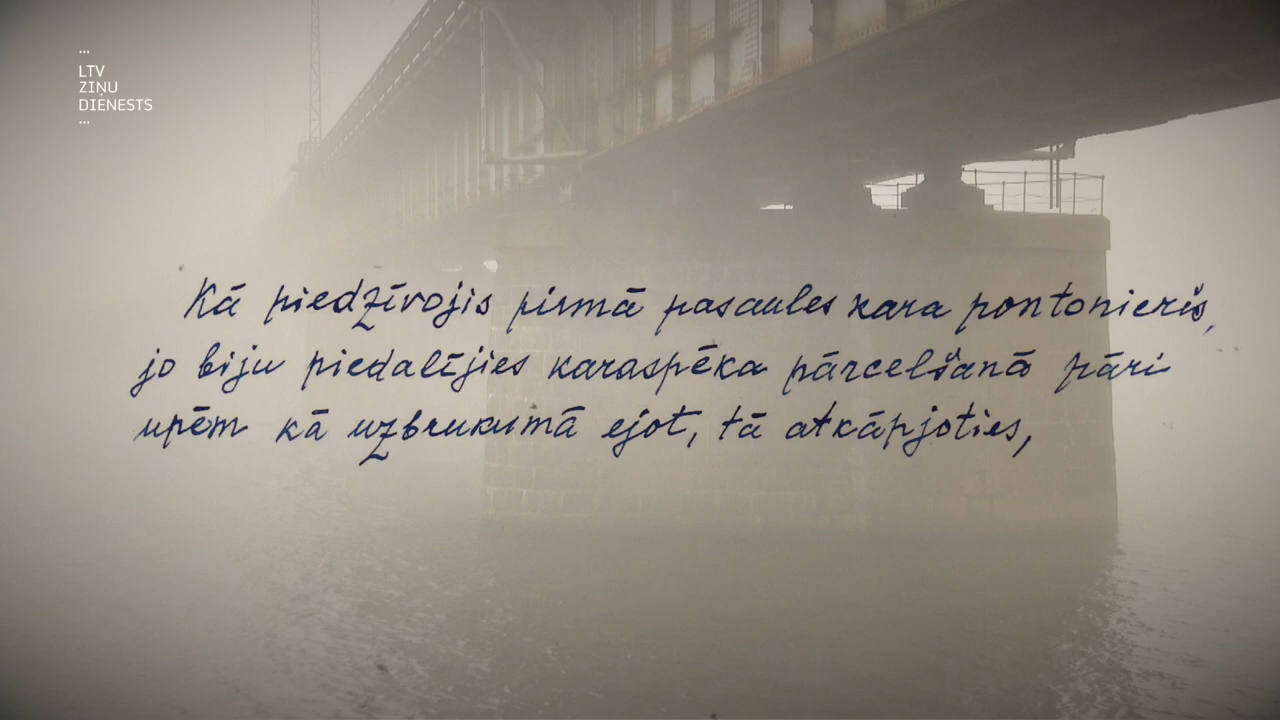 ...
LTV
ZIŅU
DIENESTS
...
Kā piedzīvojis pirmā pasaules kara pontonieris,
jo biju piedalījies karaspēka pārcelšanā pāri
upēm kā uzbrukumā ejot, tā atkāpjoties,